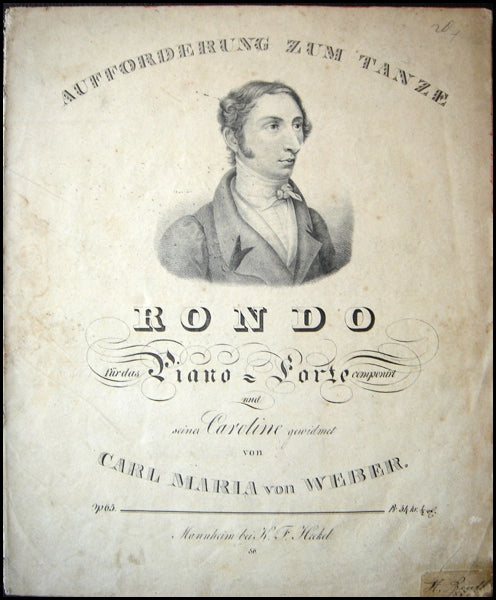 AUFFORDERUNG ZUM TANZE
RONDO
für das Piano-Forte componirt
und
seiner Caroline gewidmet
von
CARL MARIA von WEBER.
Op 65.
Mannheim bei K. F. Heckel.